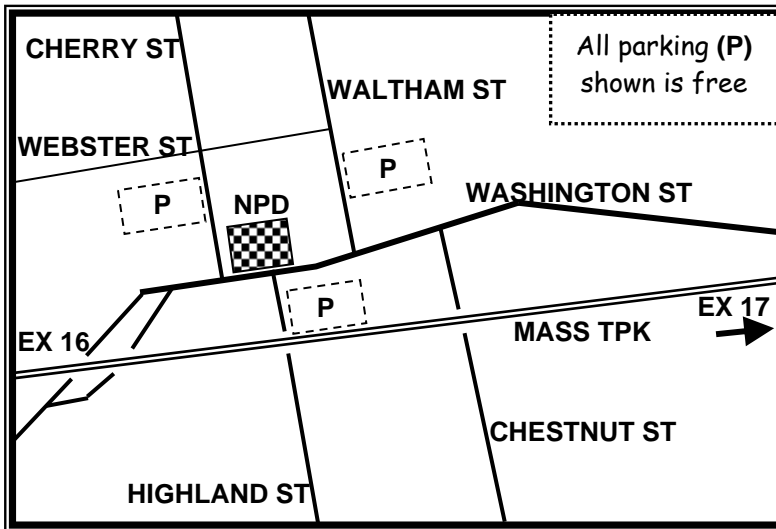 CHERRY ST
All parking (P)
shown is free
WALTHAM ST
WEBSTER ST
P
P
NPD
WASHINGTON ST
P
EX 17
EX 16
MASS TPK
CHESTNUT ST
HIGHLAND ST